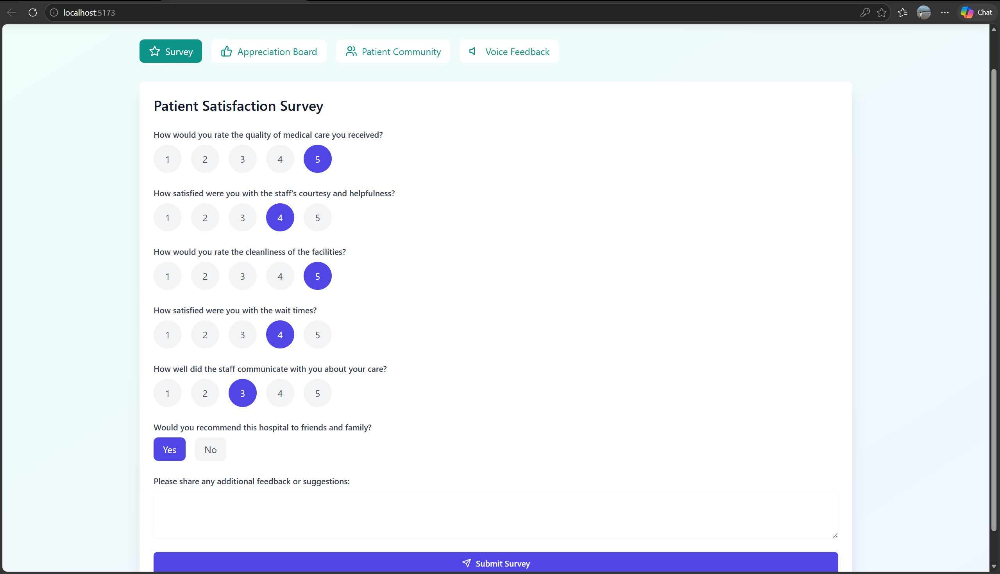 localhost:5173
Chat
Survey
Appreciation Board
Patient Community
Voice Feedback
Patient Satisfaction Survey
How would you rate the quality of medical care you received?
1 2 3 4 5
How satisfied were you with the staff's courtesy and helpfulness?
1 2 3 4 5
How would you rate the cleanliness of the facilities?
1 2 3 4 5
How satisfied were you with the wait times?
1 2 3 4 5
How well did the staff communicate with you about your care?
1 2 3 4 5
Would you recommend this hospital to friends and family?
Yes No
Please share any additional feedback or suggestions:
Submit Survey